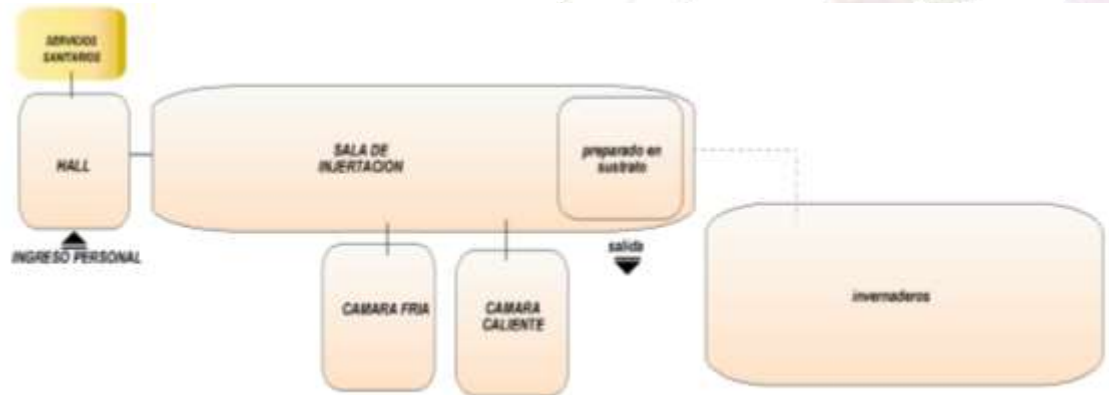 SERVICIOS
SANITARIOS
HALL
INGRESO PERSONAL
SALA DE
INJERTACION
preparado en
sustrato
salida
CAMARA FRIA
CAMARA
CALIENTE
invernaderos